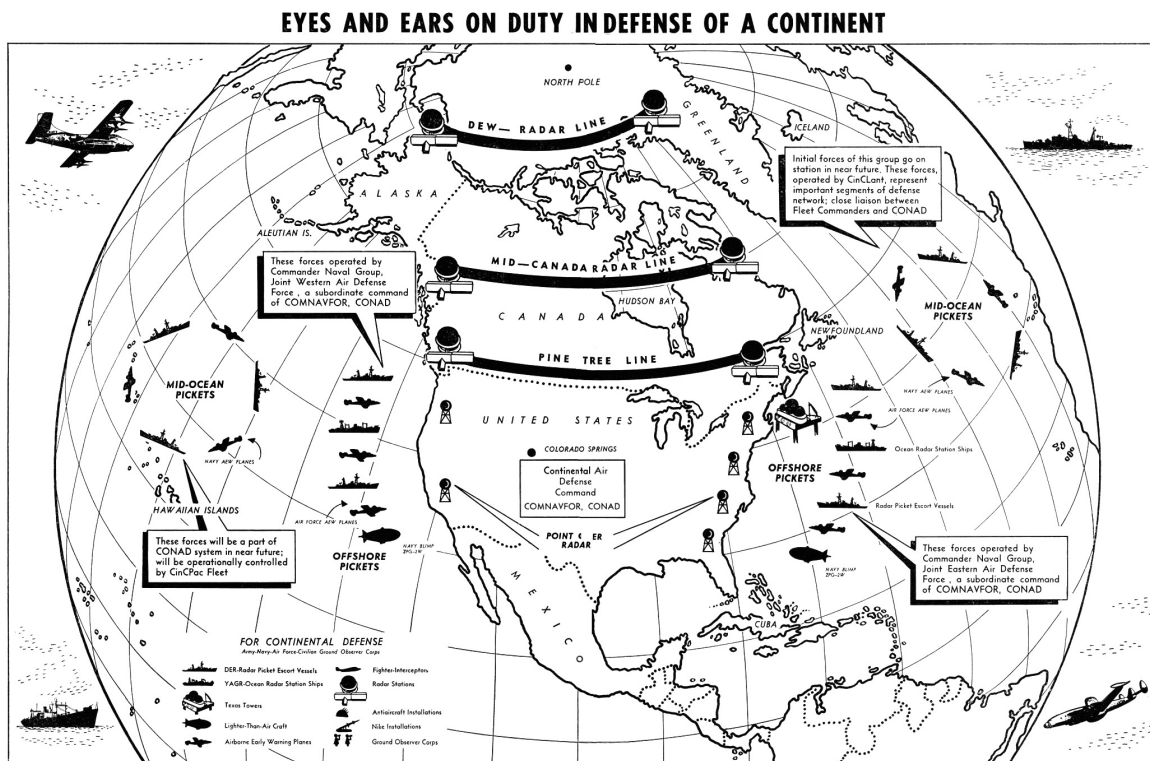 EYES AND EARS ON DUTY IN DEFENSE OF A CONTINENT
NORTH POLE
DEW— RADAR LINE
GREENLAND
ICELAND
Initial forces of this group go on
station in near future. These forces,
operated by CinCLant, represent
important segments of defense
network; close liaison between
Fleet Commanders and CONAD
ALASKA
ALEUTIAN IS.
These forces operated by
Commander Naval Group,
Joint Western Air Defense
Force , a subordinate command
of COMNAVFOR, CONAD
MID—CANADA RADAR LINE
HUDSON BAY
CANADA
NEWFOUNDLAND
MID-OCEAN
PICKETS
PINE TREE LINE
MID-OCEAN
PICKETS
NAVY AEW PLANES
UNITED STATES
AIR FORCE AEW PLANES
COLORADO SPRINGS
Ocean Radar Station Ships
Continental Air
Defense
Command
COMNAVFOR, CONAD
OFFSHORE
PICKETS
NAVY AEW PLANES
HAWAIIAN ISLANDS
Radar Picket Escort Vessels
AIR FORCE AEW PLANES
These forces will be a part of
CONAD system in near future;
will be operationally controlled
by CinCPac Fleet
OFFSHORE
PICKETS
NAVY BLIMP
ZPG-2W
POINT ER
RADAR
NAVY BLIMP
ZPG-2W
These forces operated by
Commander Naval Group,
Joint Eastern Air Defense
Force , a subordinate command
of COMNAVFOR, CONAD
MEXICO
CUBA
FOR CONTINENTAL DEFENSE
Army-Navy-Air Force-Civilian Ground Observer Corps
DER-Radar Picket Escort Vessels
YAGR-Ocean Radar Station Ships
Texas Towers
Lighter-Than-Air Craft
Airborne Early Warning Planes
Fighter-Interceptors
Radar Stations
Antiaircraft Installations
Nike Installations
Ground Observer Corps